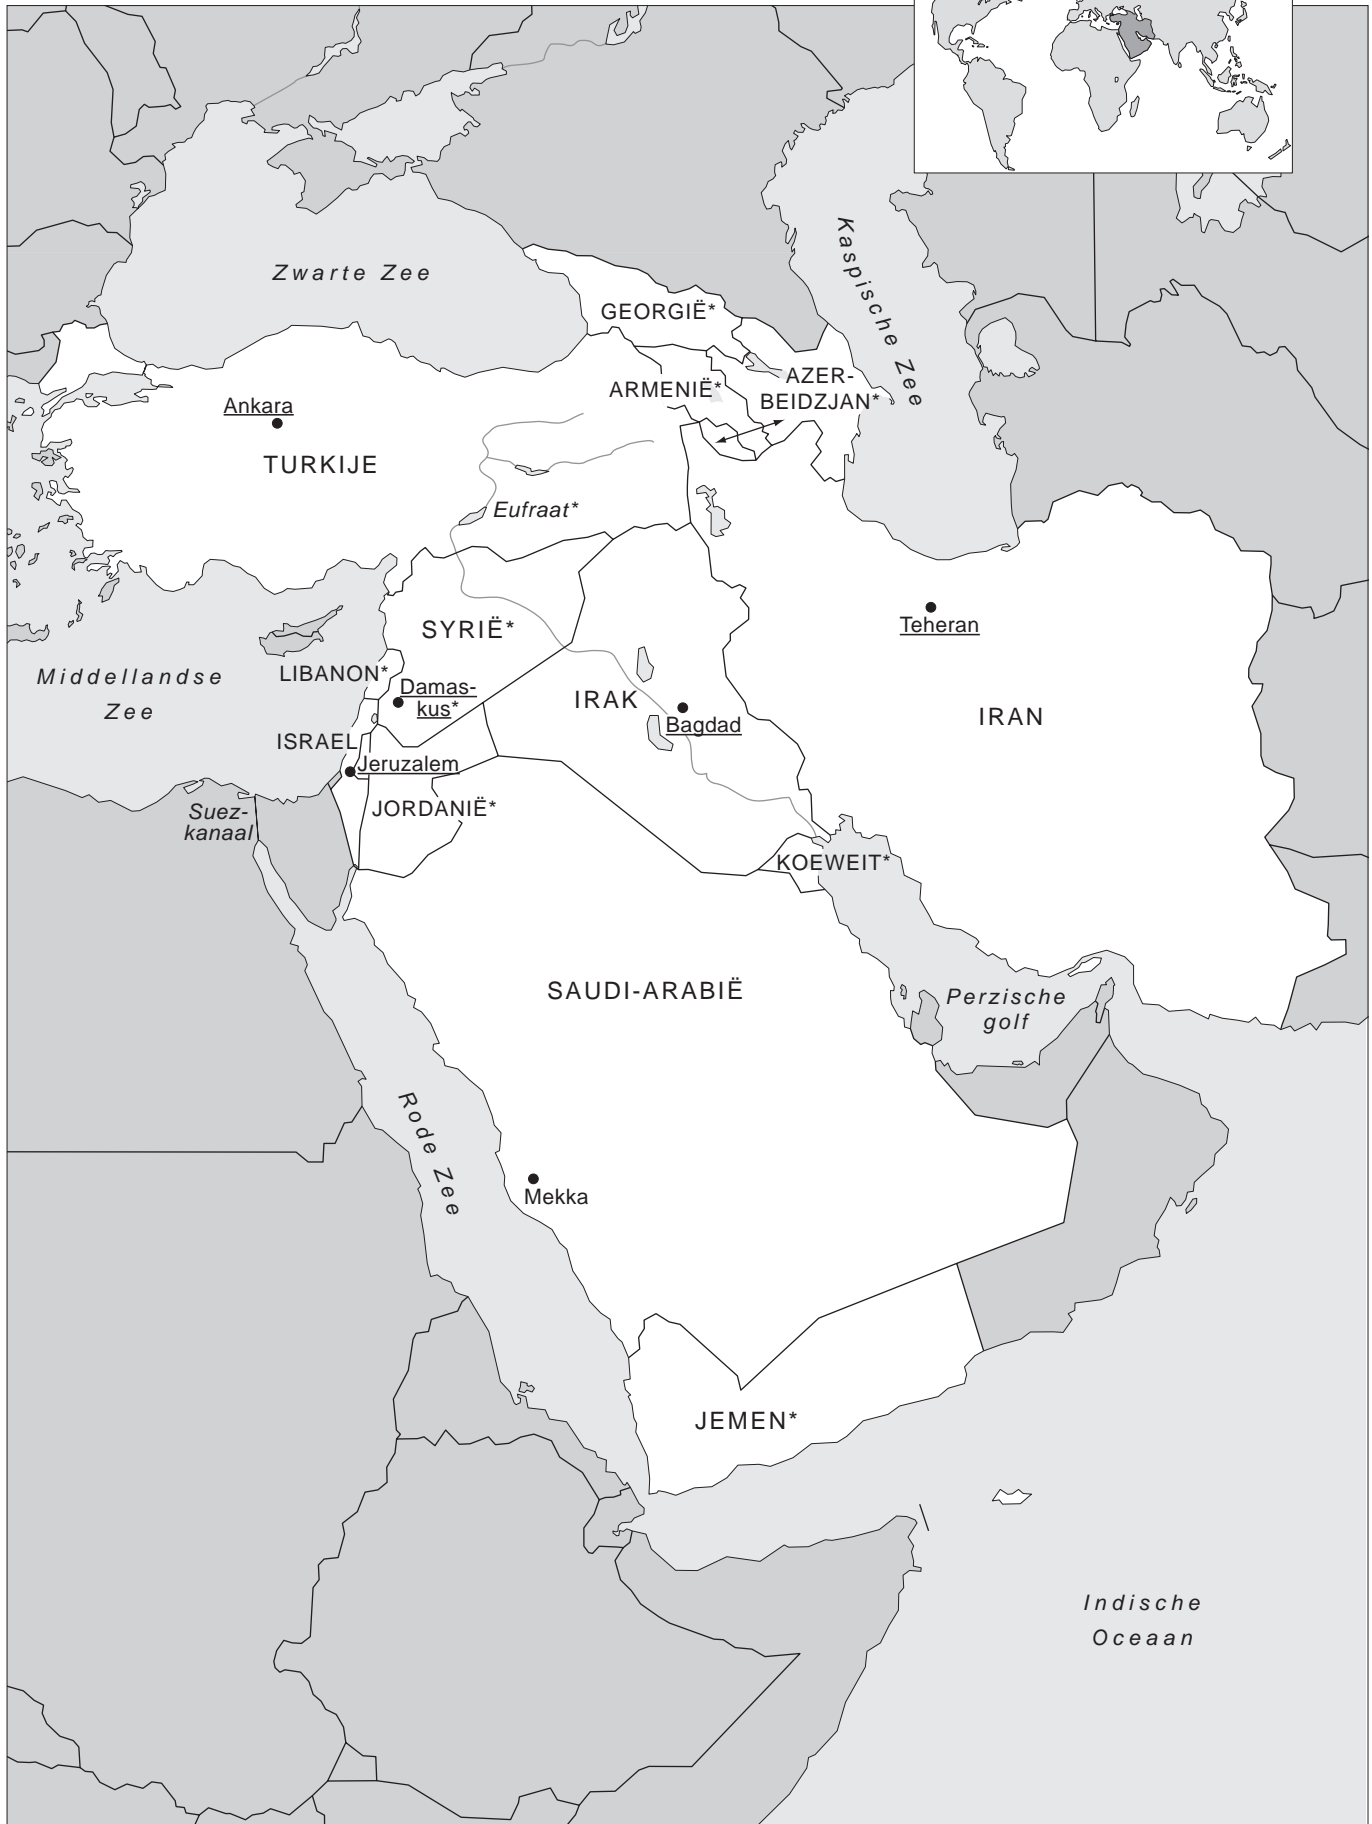 Zwarte Zee
Kaspische Zee
GEORGIË*
ARMENIË*
AZER-
BEIDZJAN*
Ankara
TURKIJE
Eufraat*
Teheran
SYRIË*
LIBANON*
Middellandse
Zee
Damas-
kus*
IRAK
Bagdad
IRAN
ISRAEL
Jeruzalem
JORDANIË*
Suez-
kanaal
KOEWEIT*
SAUDI-ARABIË
Perzische
golf
Rode Zee
Mekka
JEMEN*
Indische
Oceaan